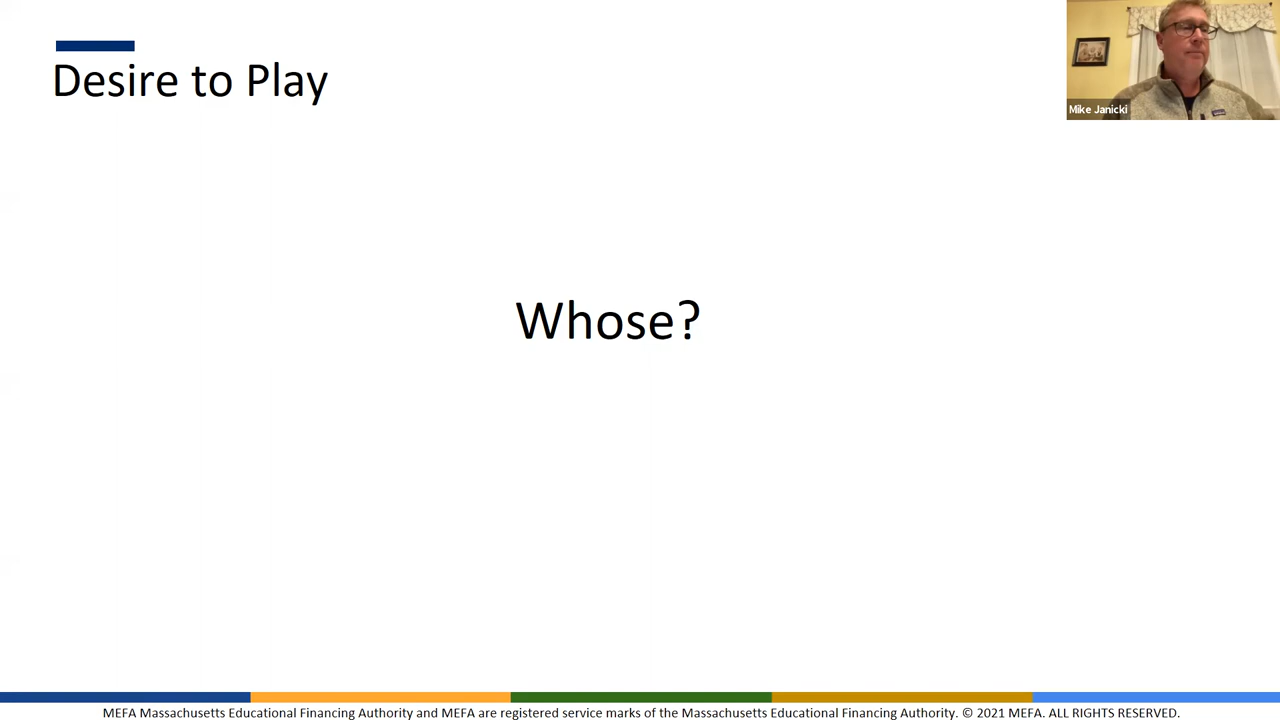 Desire to Play
Mike Janicki
Whose?
MEFA Massachusetts Educational Financing Authority and MEFA are registered service marks of the Massachusetts Educational Financing Authority. © 2021 MEFA. ALL RIGHTS RESERVED.